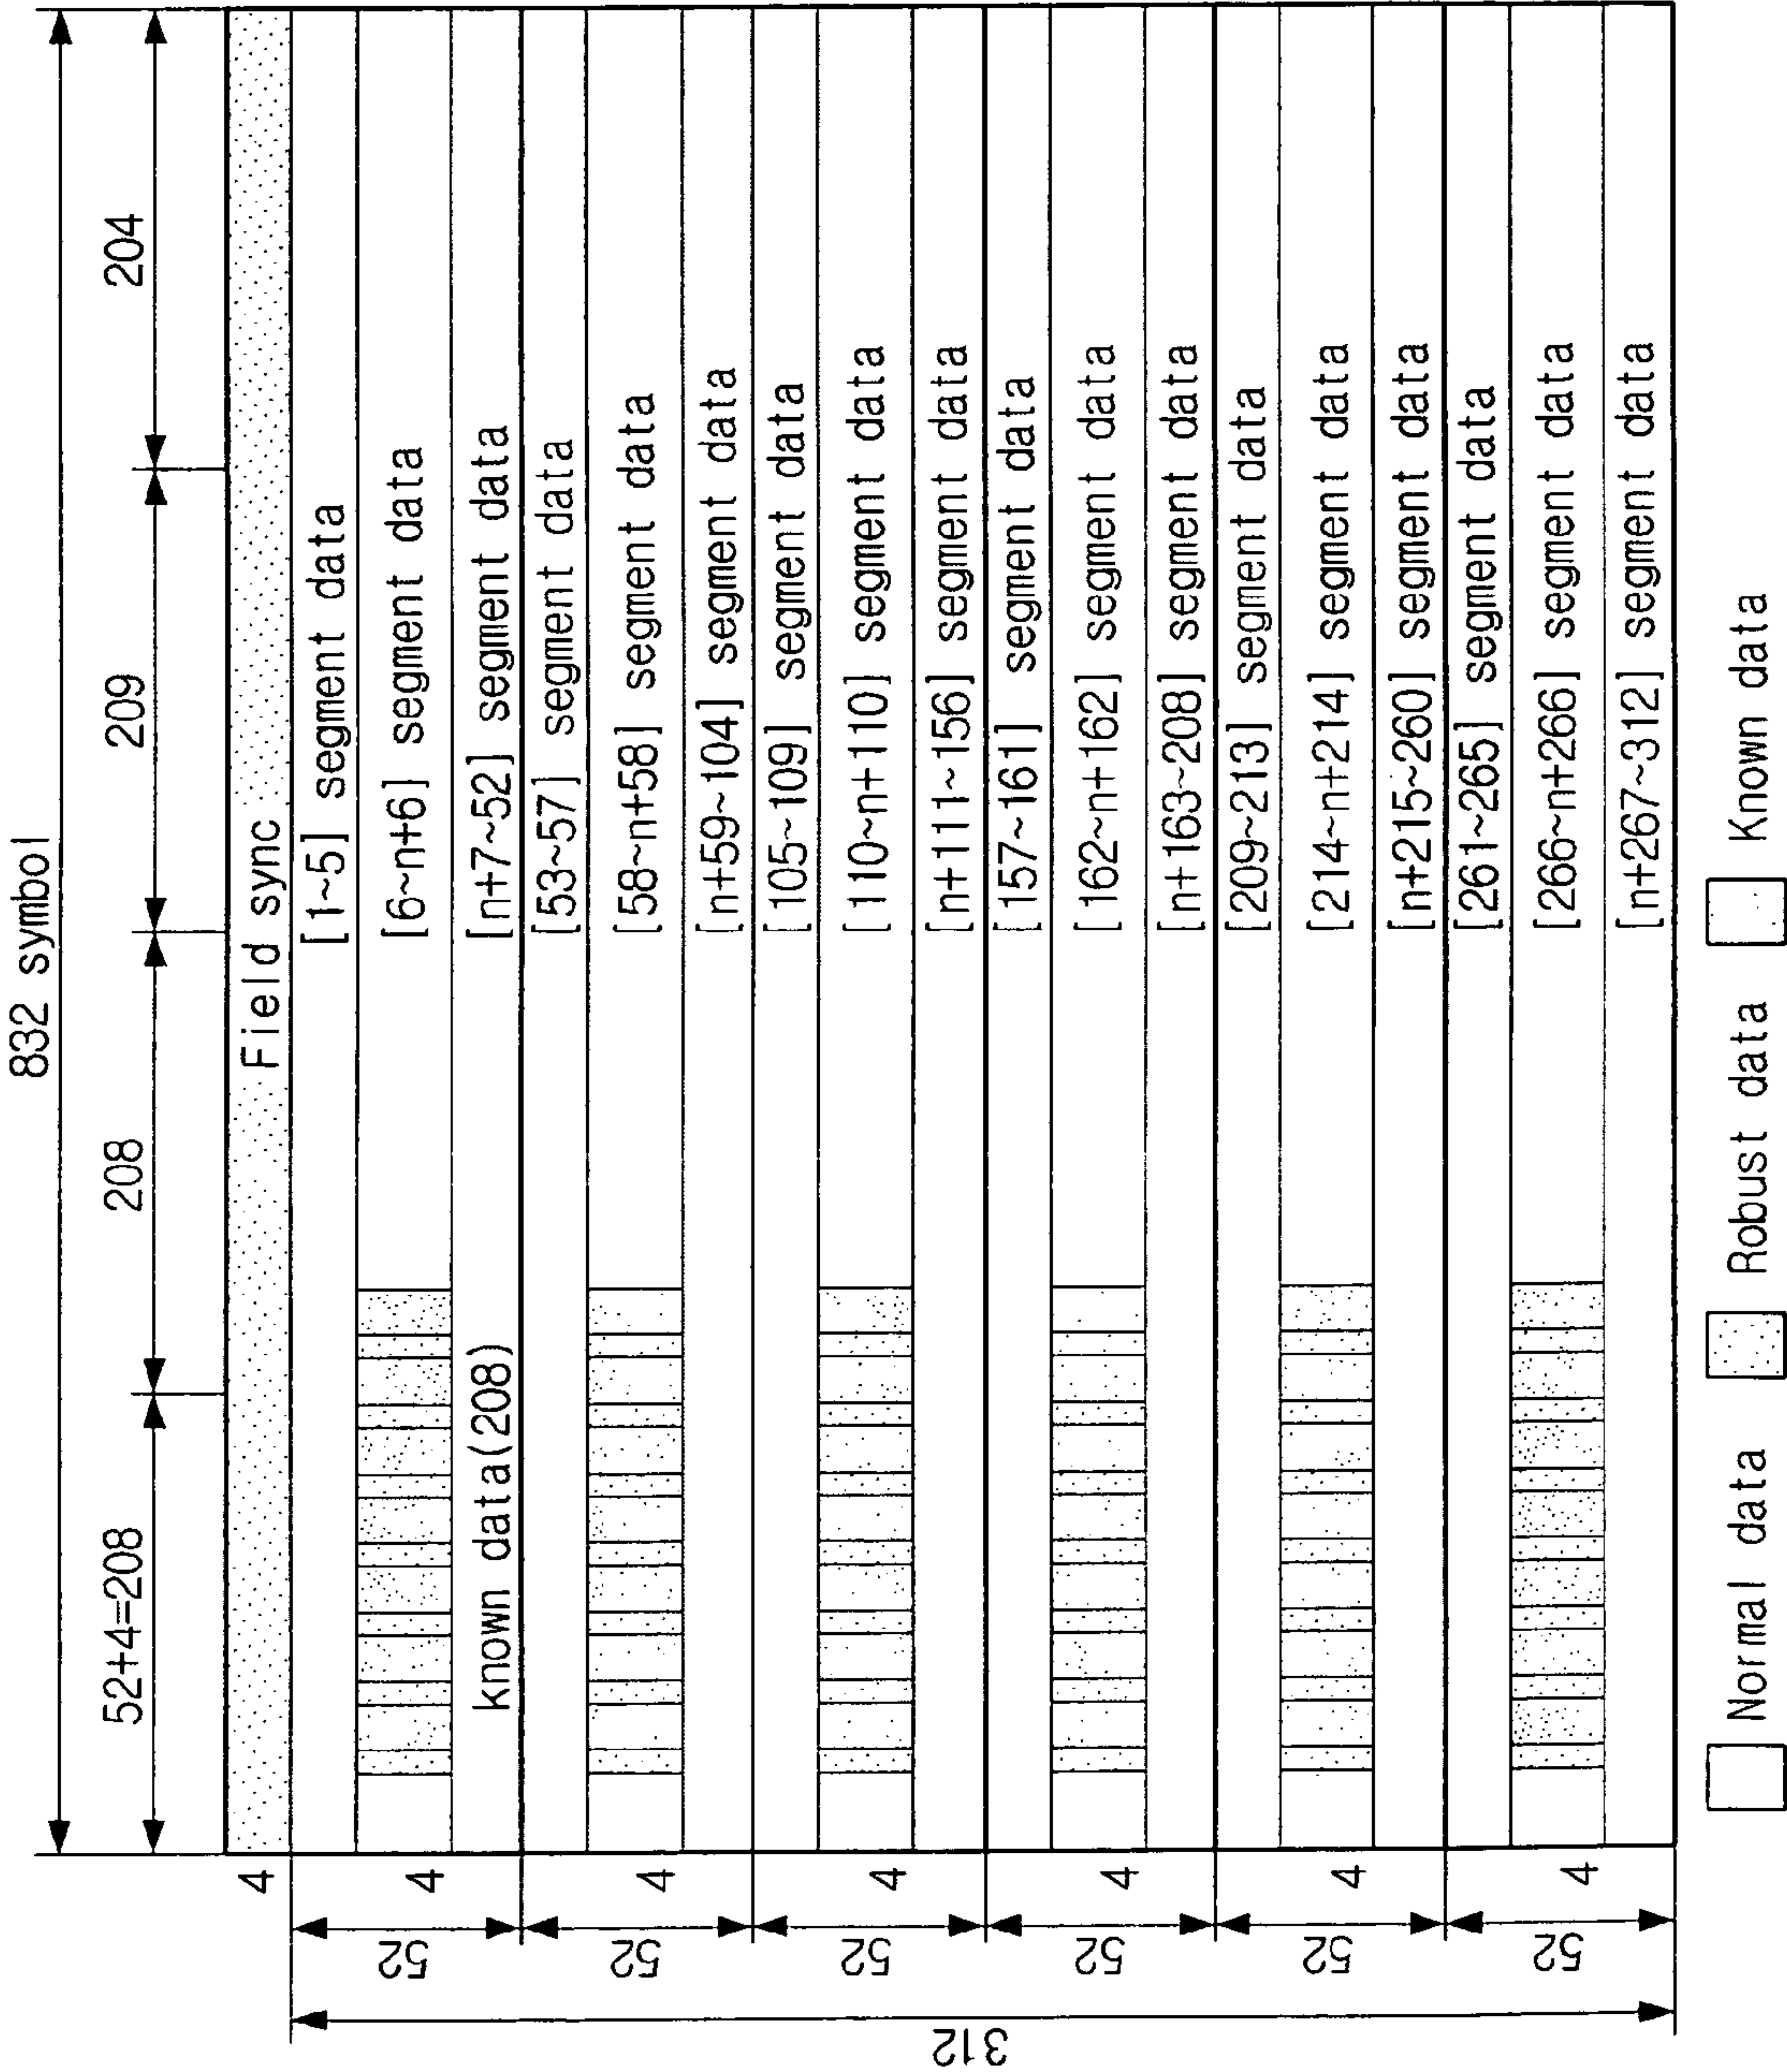 832 symbol
52+4=208
208
209
204
4
Field sync
[1~5] segment data
4
[6~n+6] segment data
52
known data(208)
[n+7~52] segment data
[53~57] segment data
4
[58~n+58] segment data
52
[n+59~104] segment data
[105~109] segment data
4
[110~n+110] segment data
52
[n+111~156] segment data
[157~161] segment data
4
[162~n+162] segment data
52
[n+163~208] segment data
[209~213] segment data
4
[214~n+214] segment data
52
[n+215~260] segment data
[261~265] segment data
4
[266~n+266] segment data
52
[n+267~312] segment data
312
Normal data
Robust data
Known data